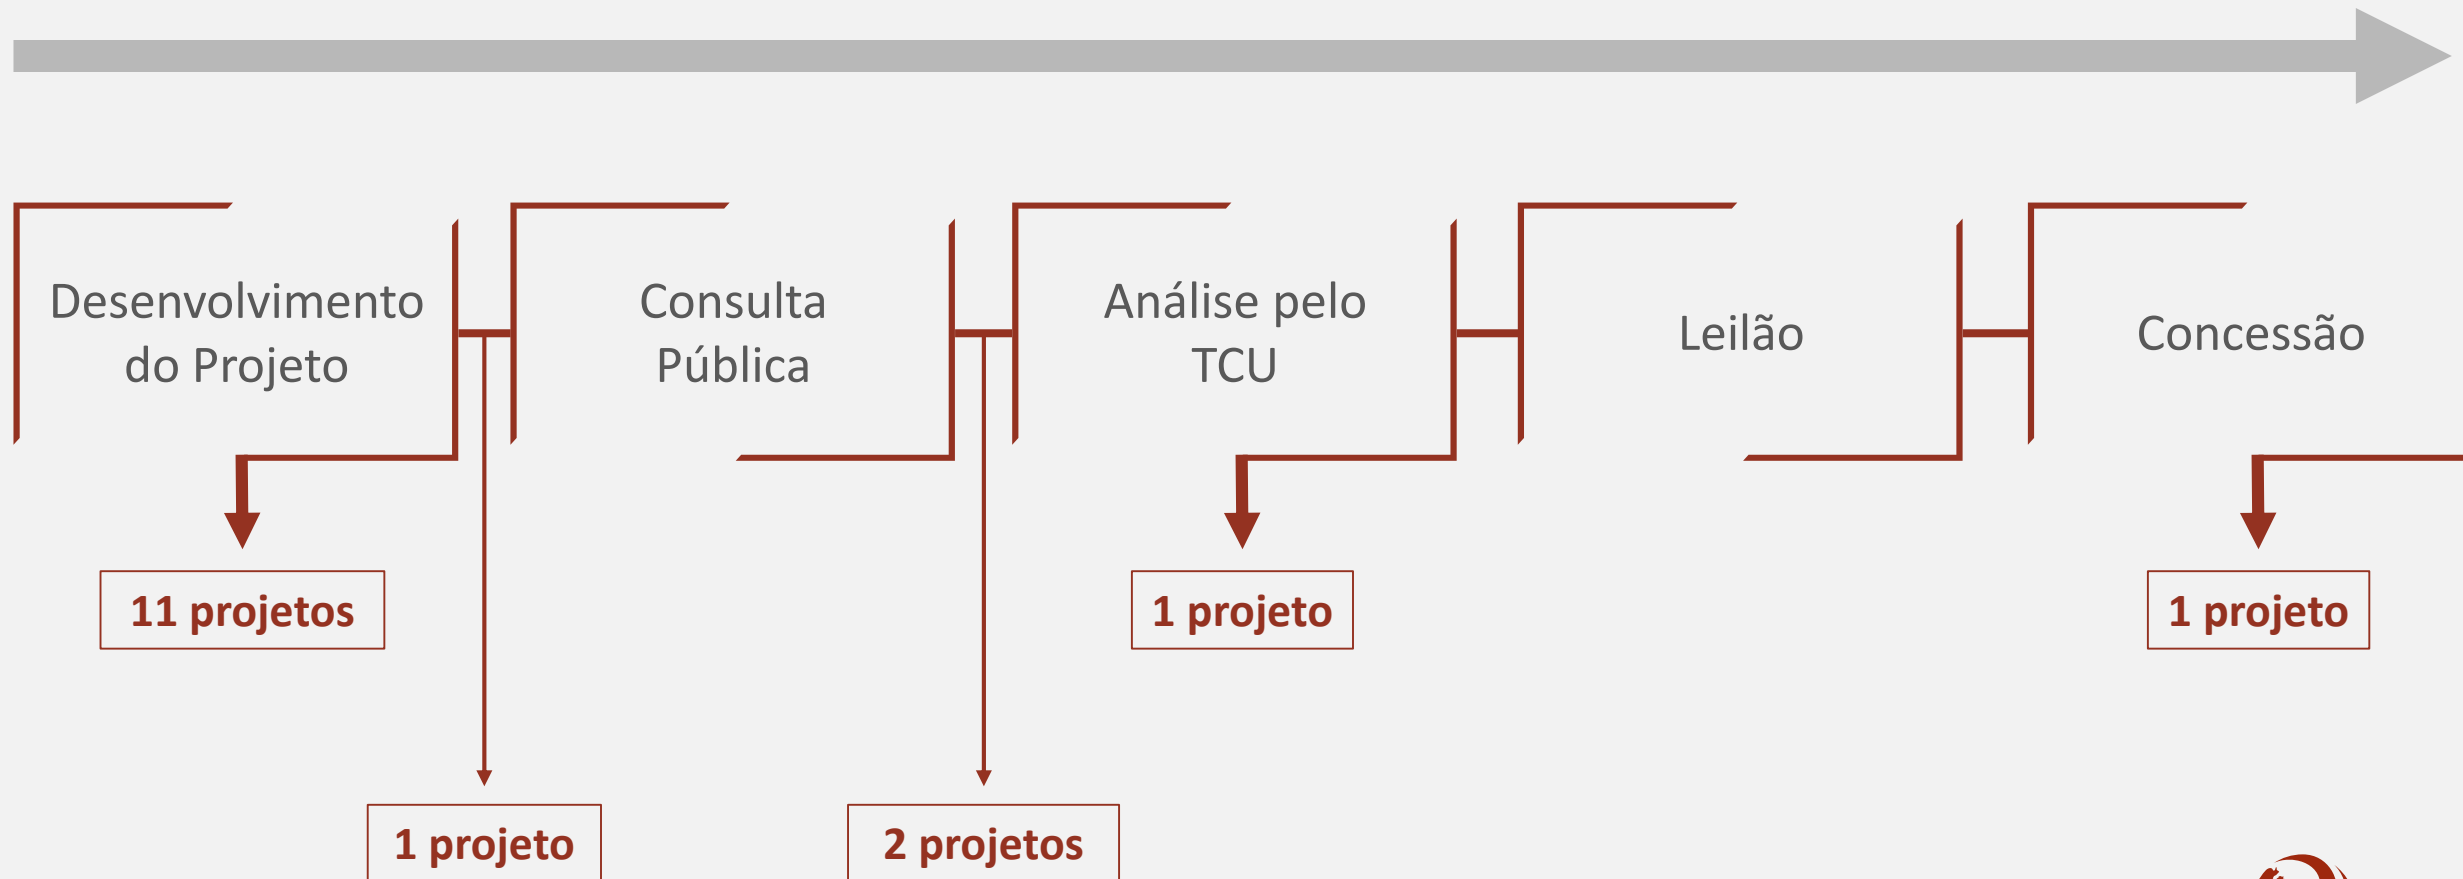 Desenvolvimento
do Projeto
Consulta
Pública
Análise pelo
TCU
Leilão
Concessão
11 projetos
1 projeto
1 projeto
1 projeto
2 projetos